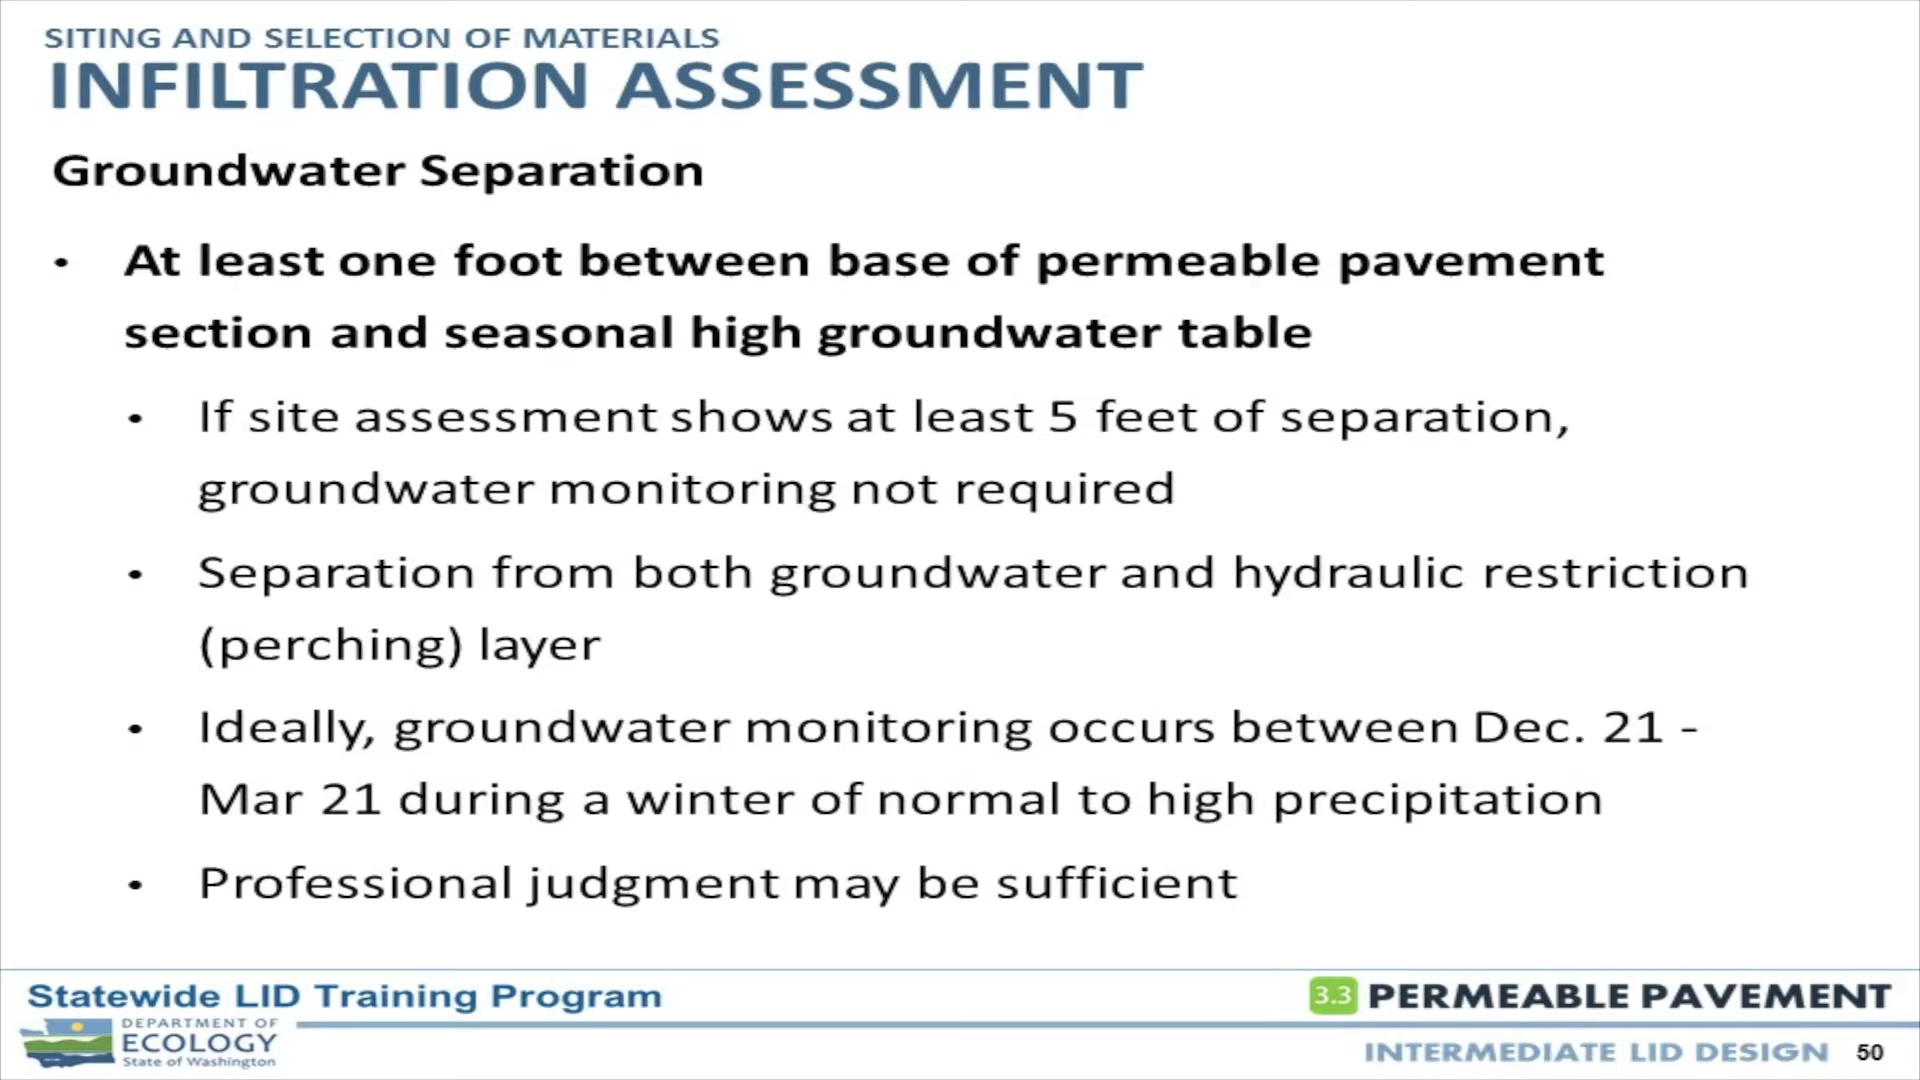 SITING AND SELECTION OF MATERIALS
INFILTRATION ASSESSMENT
Groundwater Separation
• At least one foot between base of permeable pavement
section and seasonal high groundwater table
• If site assessment shows at least 5 feet of separation,
groundwater monitoring not required
• Separation from both groundwater and hydraulic restriction
(perching) layer
• Ideally, groundwater monitoring occurs between Dec. 21 -
Mar 21 during a winter of normal to high precipitation
• Professional judgment may be sufficient
Statewide LID Training Program
DEPARTMENT OF
ECOLOGY
State of Washington
3.3 PERMEABLE PAVEMENT
INTERMEDIATE LID DESIGN 50